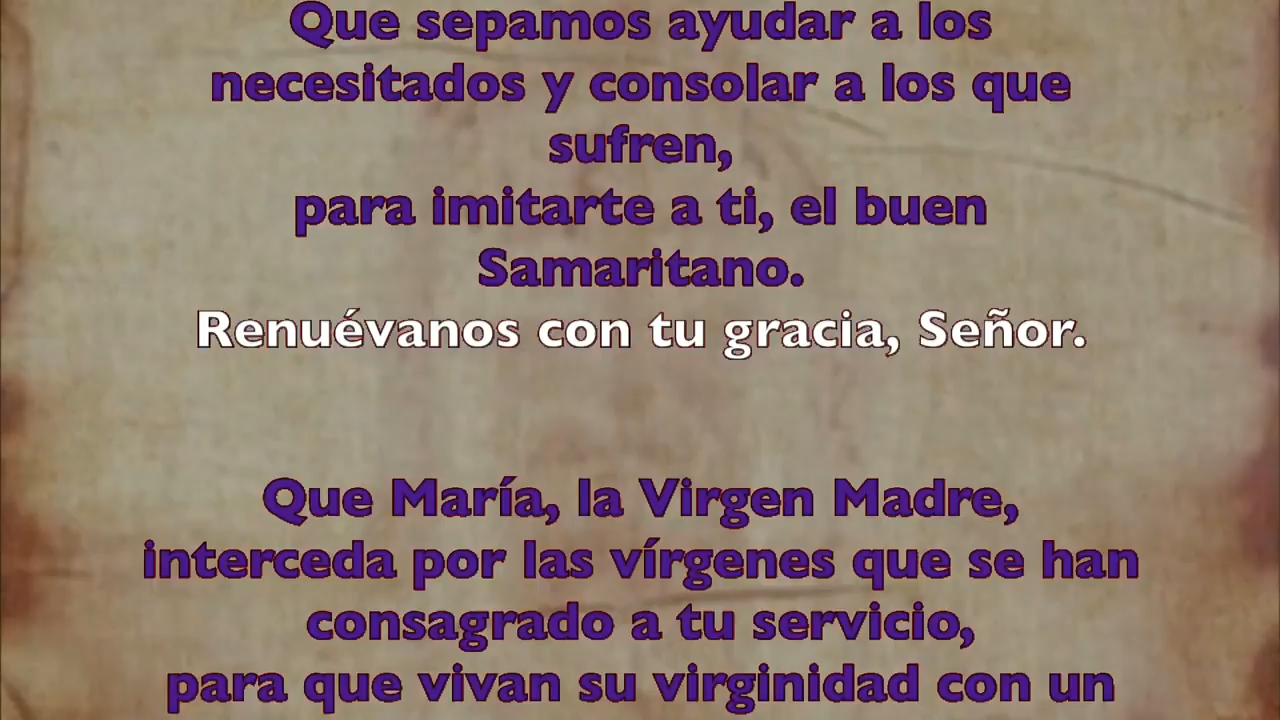 Que sepamos ayudar a los
necesitados y consolar a los que
sufren,
para imitarte a ti, el buen
Samaritano.
Renuévanos con tu gracia, Señor.
Que María, la Virgen Madre,
interceda por las vírgenes que se han
consagrado a tu servicio,
para que vivan su virginidad con un